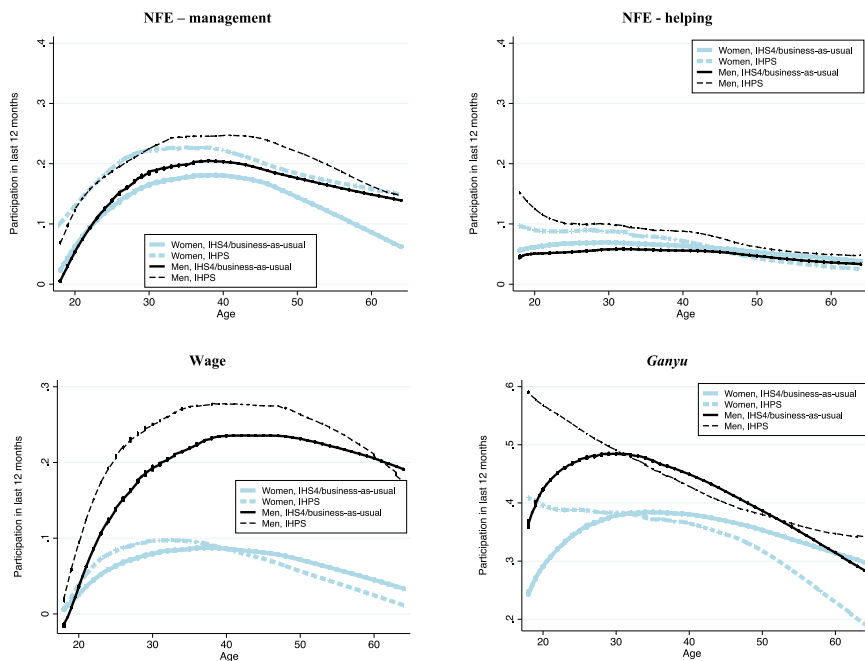 NFE – management
Participation in last 12 months
0 .1 .2 .3 .4
Women, IHS4/business-as-usual
Women, IHPS
Men, IHS4/business-as-usual
Men, IHPS
20 30 40 50 60
Age
NFE - helping
Participation in last 12 months
0 .1 .2 .3 .4
Women, IHS4/business-as-usual
Women, IHPS
Men, IHS4/business-as-usual
Men, IHPS
20 30 40 50 60
Age
Wage
Participation in last 12 months
0 .1 .2 .3
Women, IHS4/business-as-usual
Women, IHPS
Men, IHS4/business-as-usual
Men, IHPS
20 30 40 50 60
Age
Ganyu
Participation in last 12 months
.2 .3 .4 .5 .6
Women, IHS4/business-as-usual
Women, IHPS
Men, IHS4/business-as-usual
Men, IHPS
20 30 40 50 60
Age